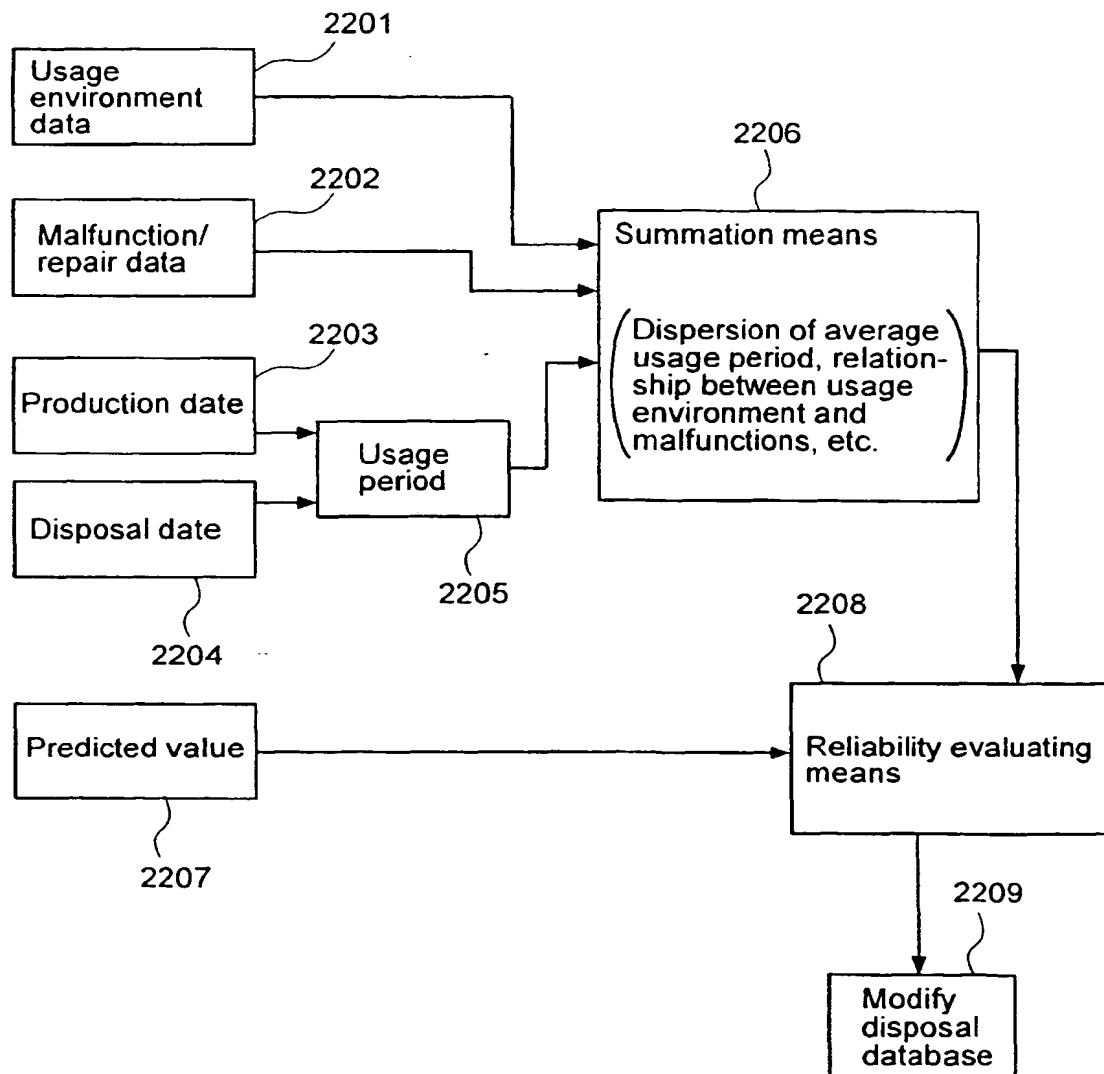 2201
Usage
environment
data
2202
Malfunction/
repair data
2203
Production date
Disposal date
2204
Usage
period
2205
2206
Summation means
Dispersion of average
usage period, relation-
ship between usage
environment and
malfunctions, etc.
Predicted value
2207
2208
Reliability evaluating
means
2209
Modify
disposal
database